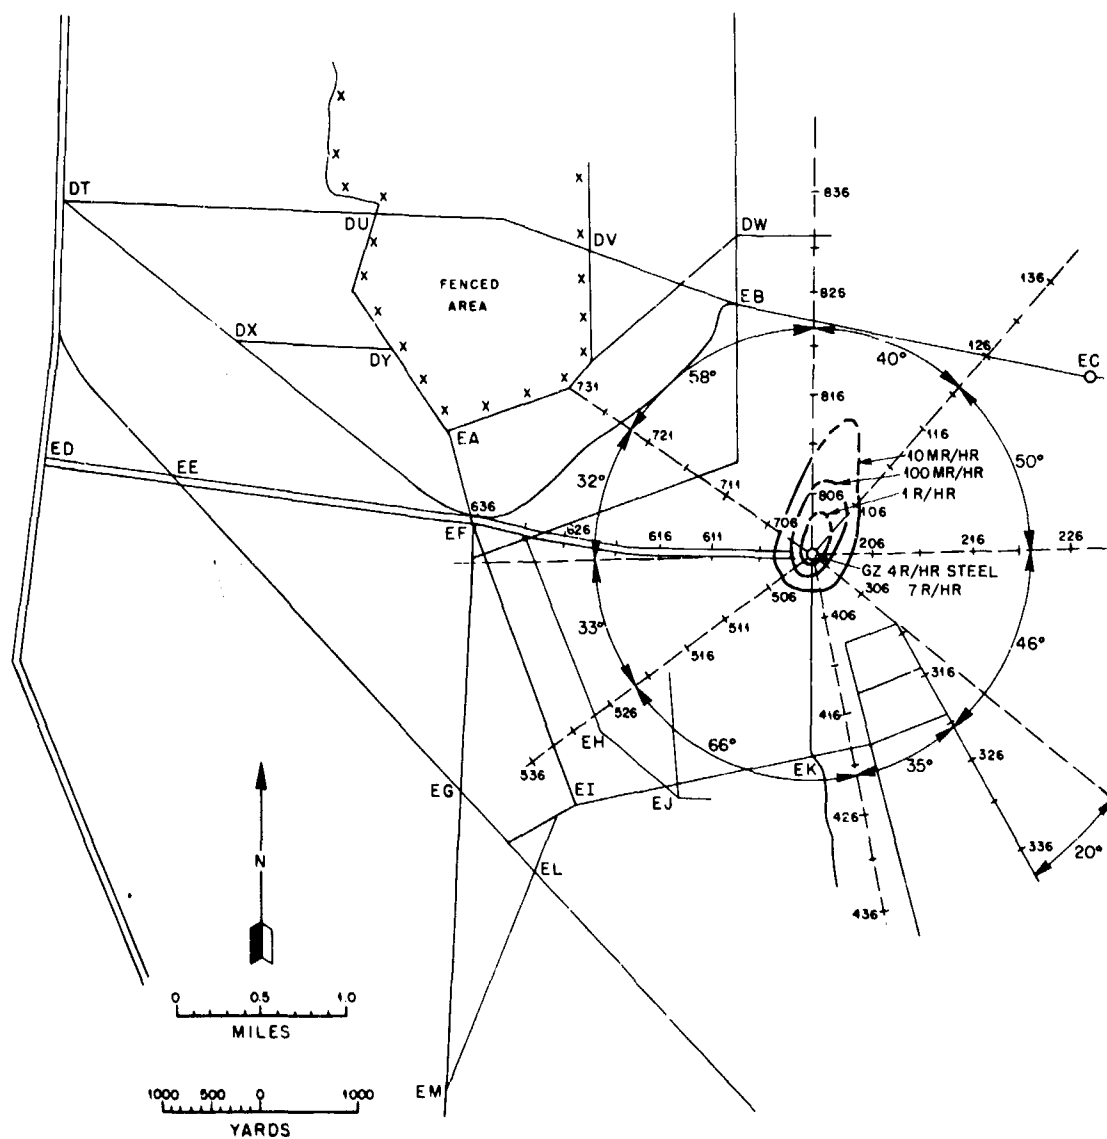 836
DT
DU
DV
DW
136
FENCED
AREA
826
EB
DX
DY
126
EC
58°
40°
731
816
EA
721
116
ED
EE
10 MR/HR
100 MR/HR
1 R/HR
50°
32°
711
806
636
EF
626
706
106
616
611
206
216
226
GZ 4 R/HR STEEL
7 R/HR
506
306
406
33°
511
46°
516
316
526
416
EH
66°
536
EK
326
35°
EG
EI
EJ
426
336
20°
N
EL
436
0 0.5 1.0
MILES
EM
1000 500 0 1000
YARDS